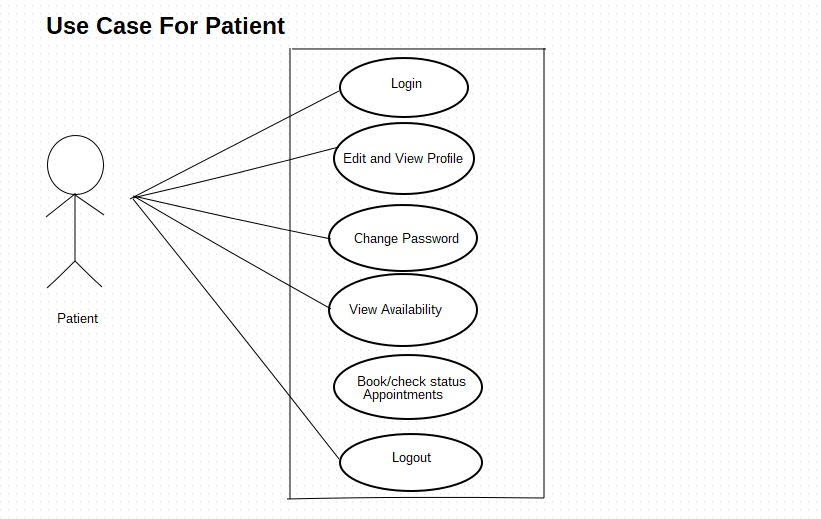 Use Case For Patient
Login
Edit and View Profile
Change Password
View Availability
Patient
Book/check status
Appointments
Logout